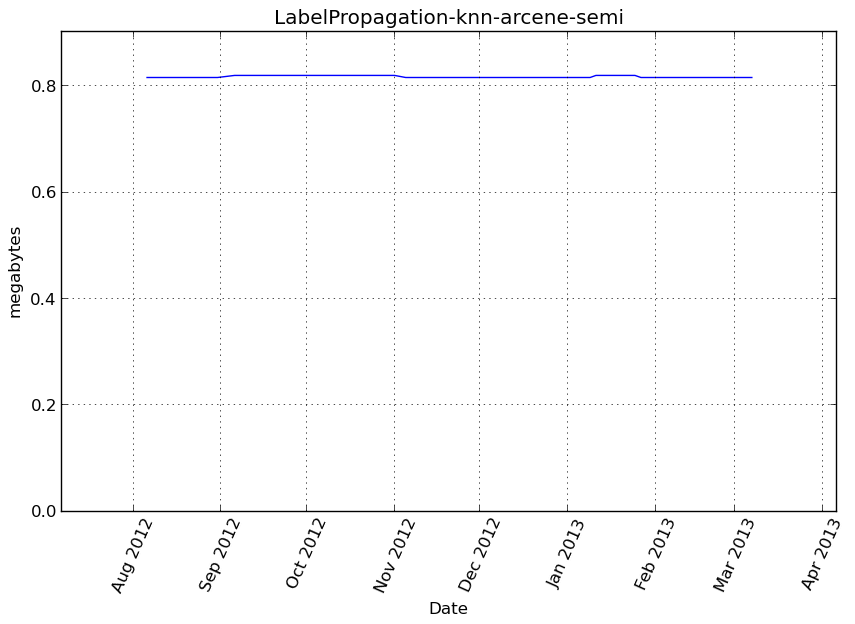 LabelPropagation-knn-arcene-semi
megabytes
0.8
0.6
0.4
0.2
0.0
Aug 2012
Sep 2012
Oct 2012
Nov 2012
Dec 2012
Jan 2013
Feb 2013
Mar 2013
Apr 2013
Date